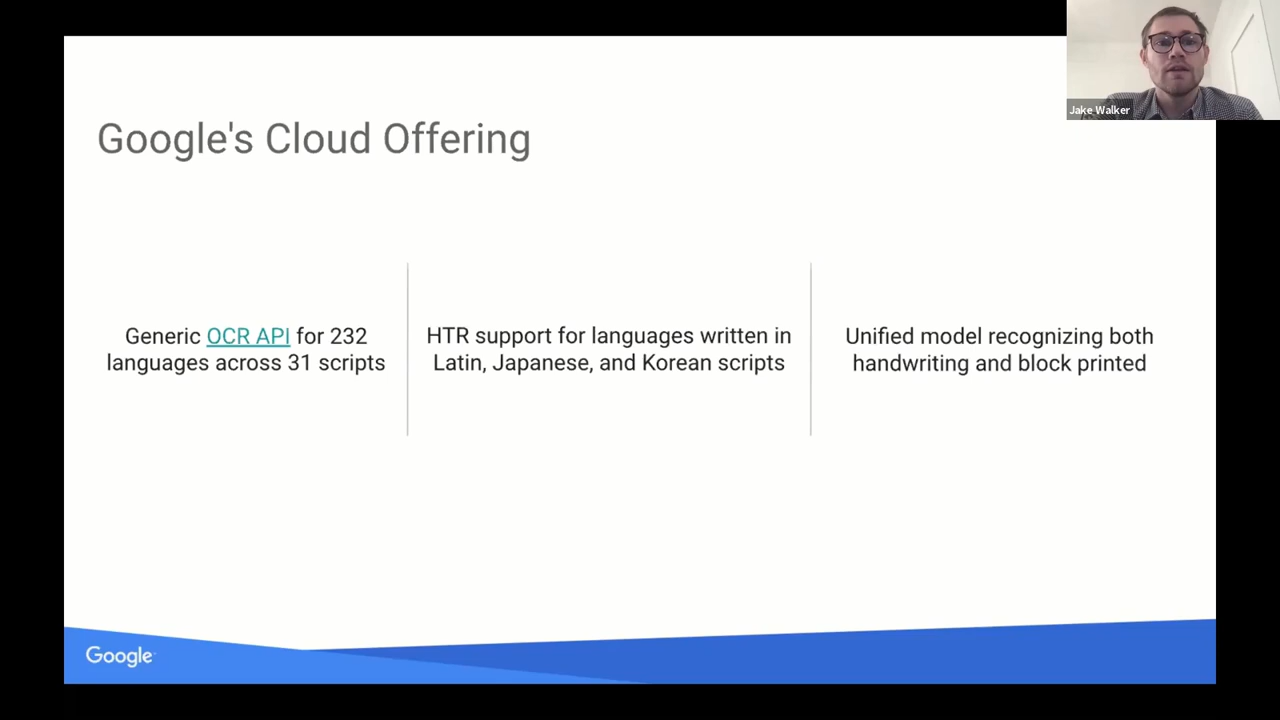 Jake Walker
Google's Cloud Offering
Generic OCR API for 232
languages across 31 scripts
HTR support for languages written in
Latin, Japanese, and Korean scripts
Unified model recognizing both
handwriting and block printed
Google